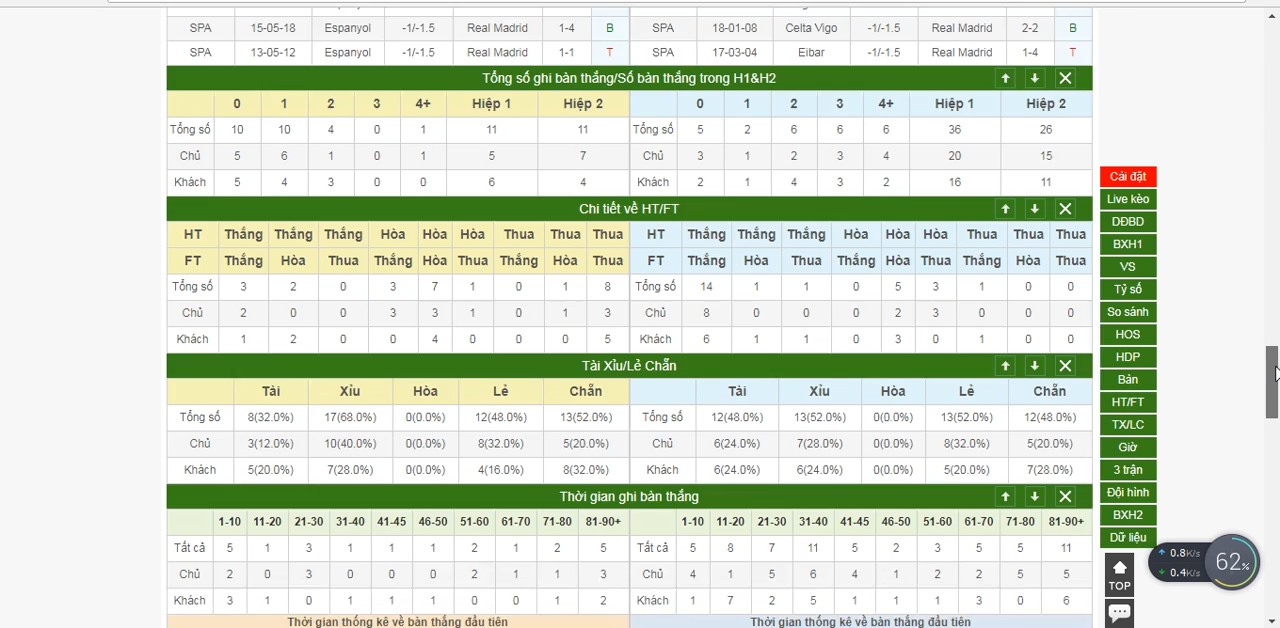 SPA 15-05-18 Espanyol -1/-1.5 Real Madrid 1-4 B SPA 18-01-08 Celta Vigo -1/-1.5 Real Madrid 2-2 B
SPA 13-05-12 Espanyol -1/-1.5 Real Madrid 1-1 T SPA 17-03-04 Eibar -1/-1.5 Real Madrid 1-4 T
Tổng số ghi bàn thắng/Số bàn thắng trong H1&H2
0 1 2 3 4+ Hiệp 1 Hiệp 2 0 1 2 3 4+ Hiệp 1 Hiệp 2
Tổng số 10 10 4 0 1 11 11 Tổng số 5 2 6 6 6 36 26
Chủ 5 6 1 0 1 5 7 Chủ 3 1 2 3 4 20 15
Khách 5 4 3 0 0 6 4 Khách 2 1 4 3 2 16 11
Chi tiết về HT/FT
HT Thắng Thắng Thắng Hòa Hòa Hòa Thua Thua Thua HT Thắng Thắng Thắng Hòa Hòa Hòa Thua Thua Thua
FT Thắng Hòa Thua Thắng Hòa Thua Thắng Hòa Thua FT Thắng Hòa Thua Thắng Hòa Thua Thắng Hòa Thua
Tổng số 3 2 0 3 7 1 0 1 8 Tổng số 14 1 1 0 5 3 1 0 0
Chủ 2 0 0 3 3 1 0 1 3 Chủ 8 0 0 0 2 3 0 0 0
Khách 1 2 0 0 4 0 0 0 5 Khách 6 1 1 0 3 0 1 0 0
Tài Xỉu/Lẻ Chẵn
Tài Xỉu Hòa Lẻ Chẵn Tài Xỉu Hòa Lẻ Chẵn
Tổng số 8(32.0%) 17(68.0%) 0(0.0%) 12(48.0%) 13(52.0%) Tổng số 12(48.0%) 13(52.0%) 0(0.0%) 13(52.0%) 12(48.0%)
Chủ 3(12.0%) 10(40.0%) 0(0.0%) 8(32.0%) 5(20.0%) Chủ 6(24.0%) 7(28.0%) 0(0.0%) 8(32.0%) 5(20.0%)
Khách 5(20.0%) 7(28.0%) 0(0.0%) 4(16.0%) 8(32.0%) Khách 6(24.0%) 6(24.0%) 0(0.0%) 5(20.0%) 7(28.0%)
Thời gian ghi bàn thắng
1-10 11-20 21-30 31-40 41-45 46-50 51-60 61-70 71-80 81-90+ 1-10 11-20 21-30 31-40 41-45 46-50 51-60 61-70 71-80 81-90+
Tất cả 5 1 3 1 1 1 2 1 2 5 Tất cả 5 8 7 11 5 2 3 5 5 11
Chủ 2 0 3 0 0 0 2 1 1 3 Chủ 4 1 5 6 4 1 2 2 5 5
Khách 3 1 0 1 1 1 0 0 1 2 Khách 1 7 2 5 1 1 1 3 0 6
Thời gian thống kê về bàn thắng đầu tiên Thời gian thống kê về bàn thắng đầu tiên
Cài đặt
Live kèo
DĐBD
BXH1
VS
Tỷ số
So sánh
HOS
HDP
Bàn
HT/FT
TX/LC
Giờ
3 trận
Đội hình
BXH2
Dữ liệu
TOP
0.8K/s
0.4K/s
62%